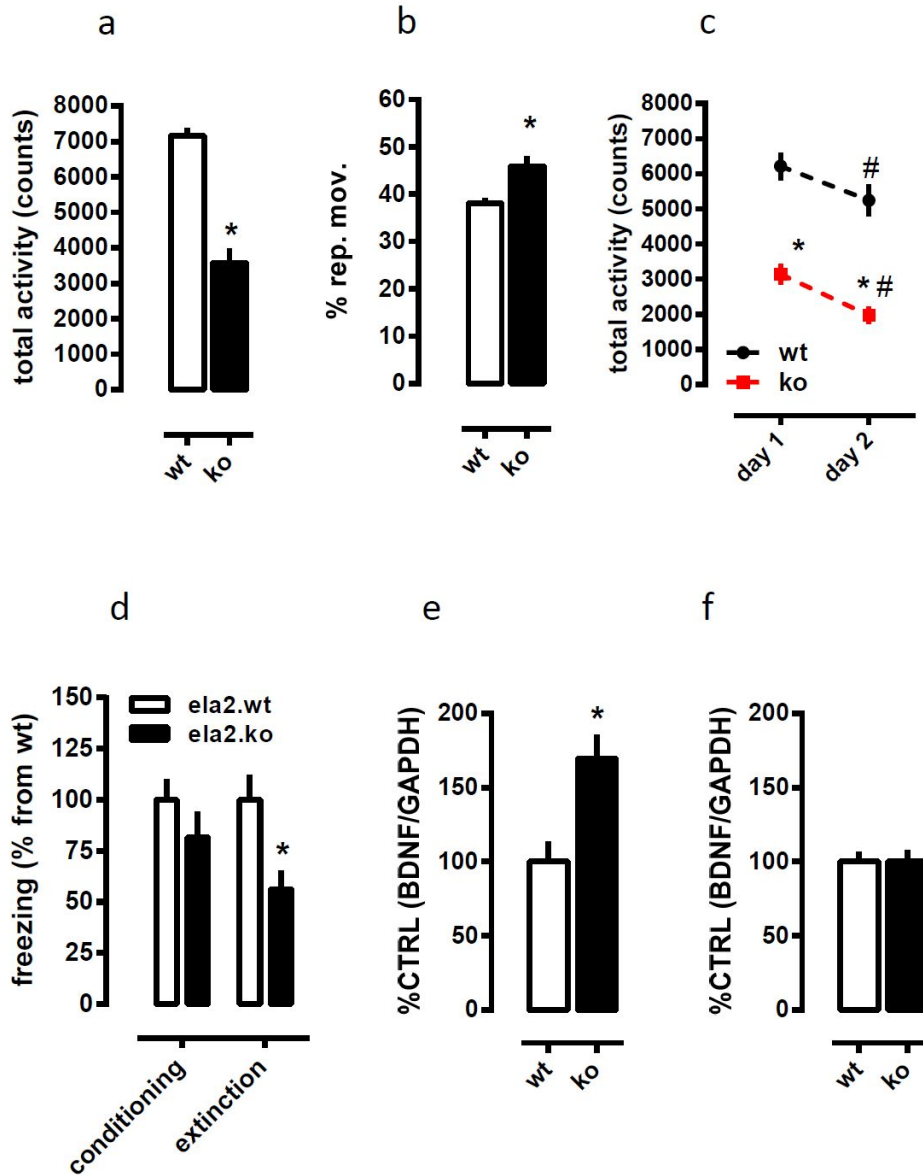 a
total activity (counts)
8000
7000
6000
5000
4000
3000
2000
1000
0
*
wt
ko
b
% rep. mov.
60
50
40
30
20
10
0
*
wt
ko
c
total activity (counts)
8000
7000
6000
5000
4000
3000
2000
1000
0
#
*
* #
wt
ko
day 1
day 2
d
freezing (% from wt)
150
125
100
75
50
25
0
ela2.wt
ela2.ko
*
conditioning
extinction
e
%CTRL (BDNF/GAPDH)
200
150
100
50
0
*
wt
ko
f
%CTRL (BDNF/GAPDH)
200
150
100
50
0
wt
ko